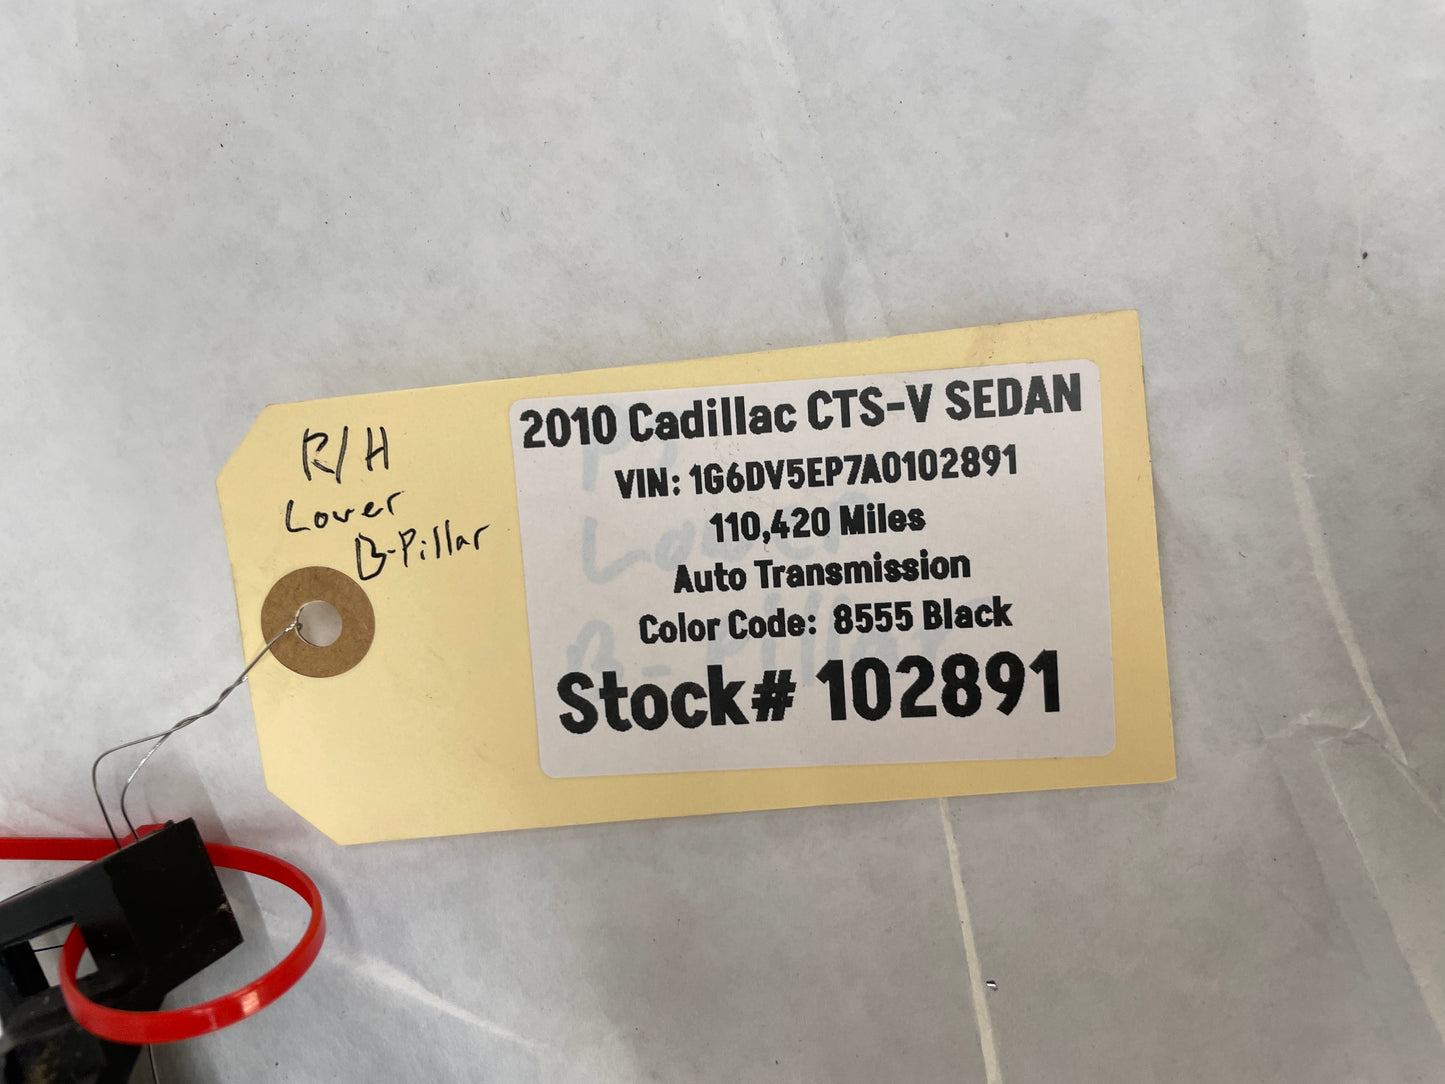 R/H
Lower
B-Pillar
2010 Cadillac CTS-V SEDAN
VIN: 1G6DV5EP7A0102891
110,420 Miles
Auto Transmission
Color Code: 8555 Black
Stock# 102891